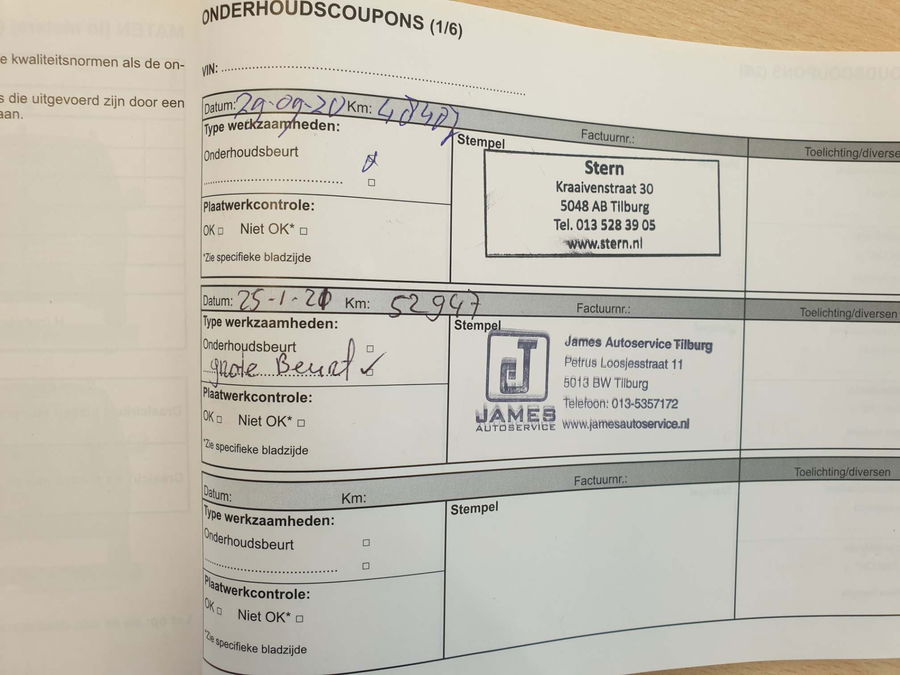 e kwaliteitsnormen als de on-
s die uitgevoerd zijn door een
aan.
ONDERHOUDSCOUPONS (1/6)
VIN:
Datum: 29-09-20 Km:
Factuurnr.:
Toelichting/diverse
Type werkzaamheden:
Onderhoudsbeurt
Plaatwerkcontrole:
OK □ Niet OK* □
*Zie specifieke bladzijde
Stempel
Stern
Kraaivenstraat 30
5048 AB Tilburg
Tel. 013 528 39 05
www.stern.nl
Datum: 25-1-21 Km: 52947
Factuurnr.:
Toelichting/diversen
Type werkzaamheden:
Onderhoudsbeurt □
grote Beurt ✓
Plaatwerkcontrole:
OK □ Niet OK* □
*Zie specifieke bladzijde
Stempel
J
JAMES
AUTOSERVICE
James Autoservice Tilburg
Petrus Loosjesstraat 11
5013 BW Tilburg
Telefoon: 013-5357172
www.jamesautoservice.nl
Datum: Km:
Factuurnr.:
Toelichting/diversen
Type werkzaamheden:
Onderhoudsbeurt □
Plaatwerkcontrole:
OK □ Niet OK* □
*Zie specifieke bladzijde
Stempel